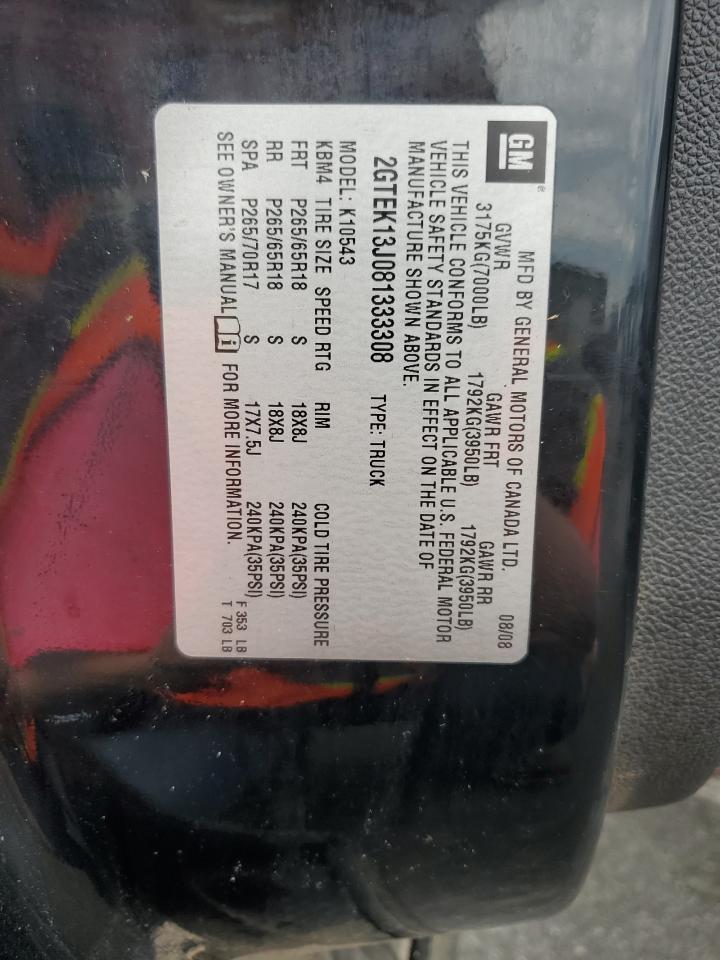 GM®
MFD BY GENERAL MOTORS OF CANADA LTD. 08/08
GVWR GAWR FRT GAWR RR
3175KG(7000LB) 1792KG(3950LB) 1792KG(3950LB)
THIS VEHICLE CONFORMS TO ALL APPLICABLE U.S. FEDERAL MOTOR
VEHICLE SAFETY STANDARDS IN EFFECT ON THE DATE OF
MANUFACTURE SHOWN ABOVE.
2GTEK13J081333308 TYPE: TRUCK
MODEL: K10543
KBM4 TIRE SIZE SPEED RTG RIM COLD TIRE PRESSURE
FRT P265/65R18 S 18X8J 240KPA(35PSI)
RR P265/65R18 S 18X8J 240KPA(35PSI)
SPA P265/70R17 S 17X7.5J 240KPA(35PSI)
SEE OWNER'S MANUAL i FOR MORE INFORMATION.
F 353 LB
T 703 LB